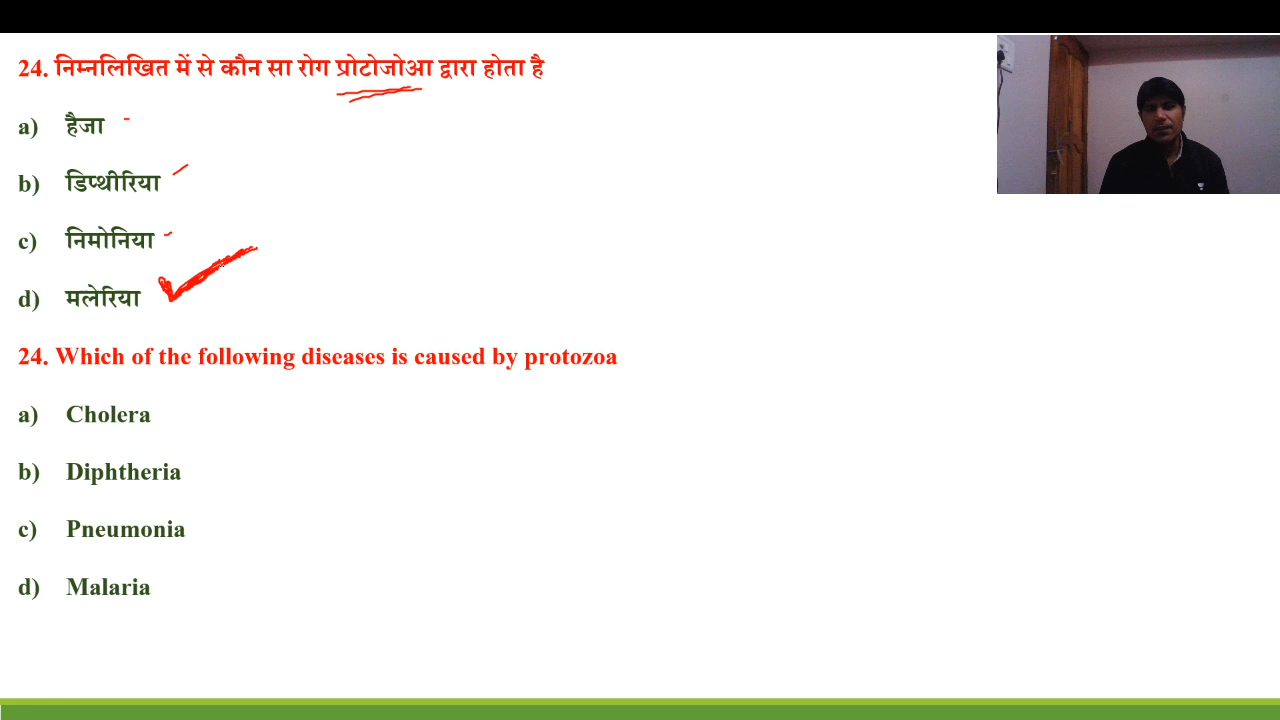 24. निम्नलिखित में से कौन सा रोग प्रोटोजोआ द्वारा होता है
a) हैजा
b) डिप्थीरिया
c) निमोनिया
d) मलेरिया
24. Which of the following diseases is caused by protozoa
a) Cholera
b) Diphtheria
c) Pneumonia
d) Malaria